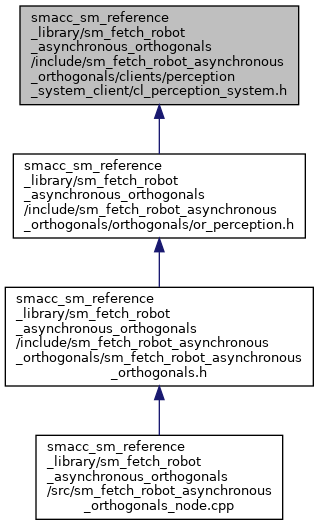 smacc_sm_reference
_library/sm_fetch_robot
_asynchronous_orthogonals
/include/sm_fetch_robot_asynchronous
_orthogonals/clients/perception
_system_client/cl_perception_system.h
smacc_sm_reference
_library/sm_fetch_robot
_asynchronous_orthogonals
/include/sm_fetch_robot_asynchronous
_orthogonals/orthogonals/or_perception.h
smacc_sm_reference
_library/sm_fetch_robot
_asynchronous_orthogonals
/include/sm_fetch_robot_asynchronous
_orthogonals/sm_fetch_robot_asynchronous
_orthogonals.h
smacc_sm_reference
_library/sm_fetch_robot
_asynchronous_orthogonals
/src/sm_fetch_robot_asynchronous
_orthogonals_node.cpp